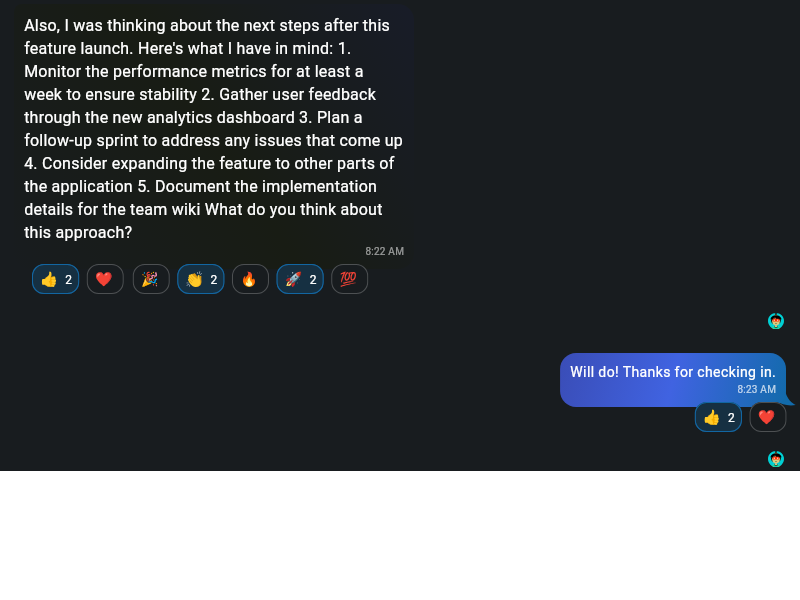 Also, I was thinking about the next steps after this
feature launch. Here's what I have in mind: 1.
Monitor the performance metrics for at least a
week to ensure stability 2. Gather user feedback
through the new analytics dashboard 3. Plan a
follow-up sprint to address any issues that come up
4. Consider expanding the feature to other parts of
the application 5. Document the implementation
details for the team wiki What do you think about
this approach?
8:22 AM
👍 2 ❤️ 🎉 👏 2 🔥 🚀 2 💯
Will do! Thanks for checking in.
8:23 AM
👍 2 ❤️